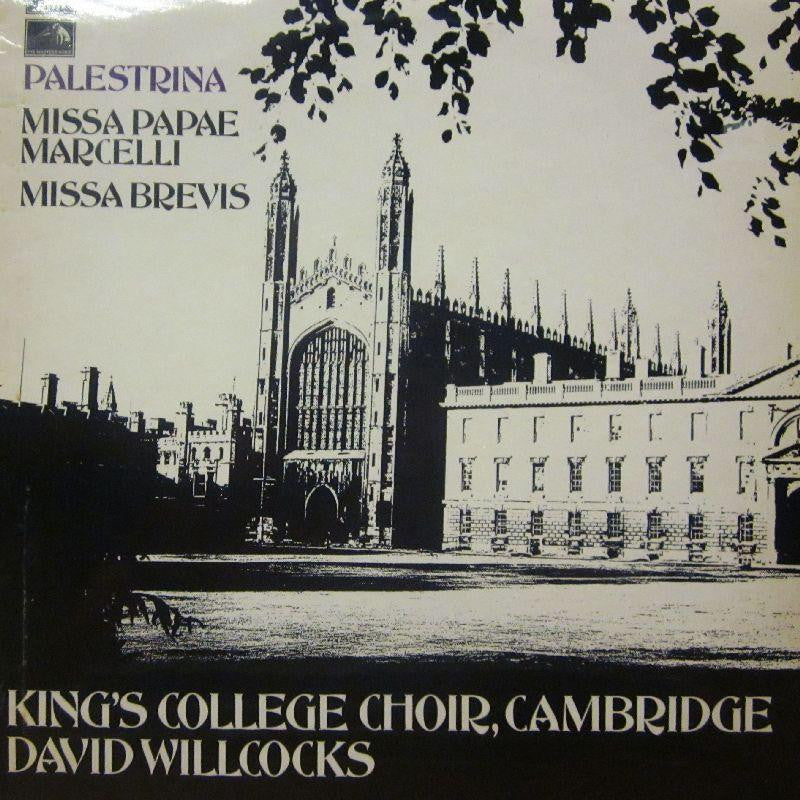 PALESTRINA
MISSA PAPAE
MARCELLI
MISSA BREVIS
KING'S COLLEGE CHOIR, CAMBRIDGE
DAVID WILLCOCKS